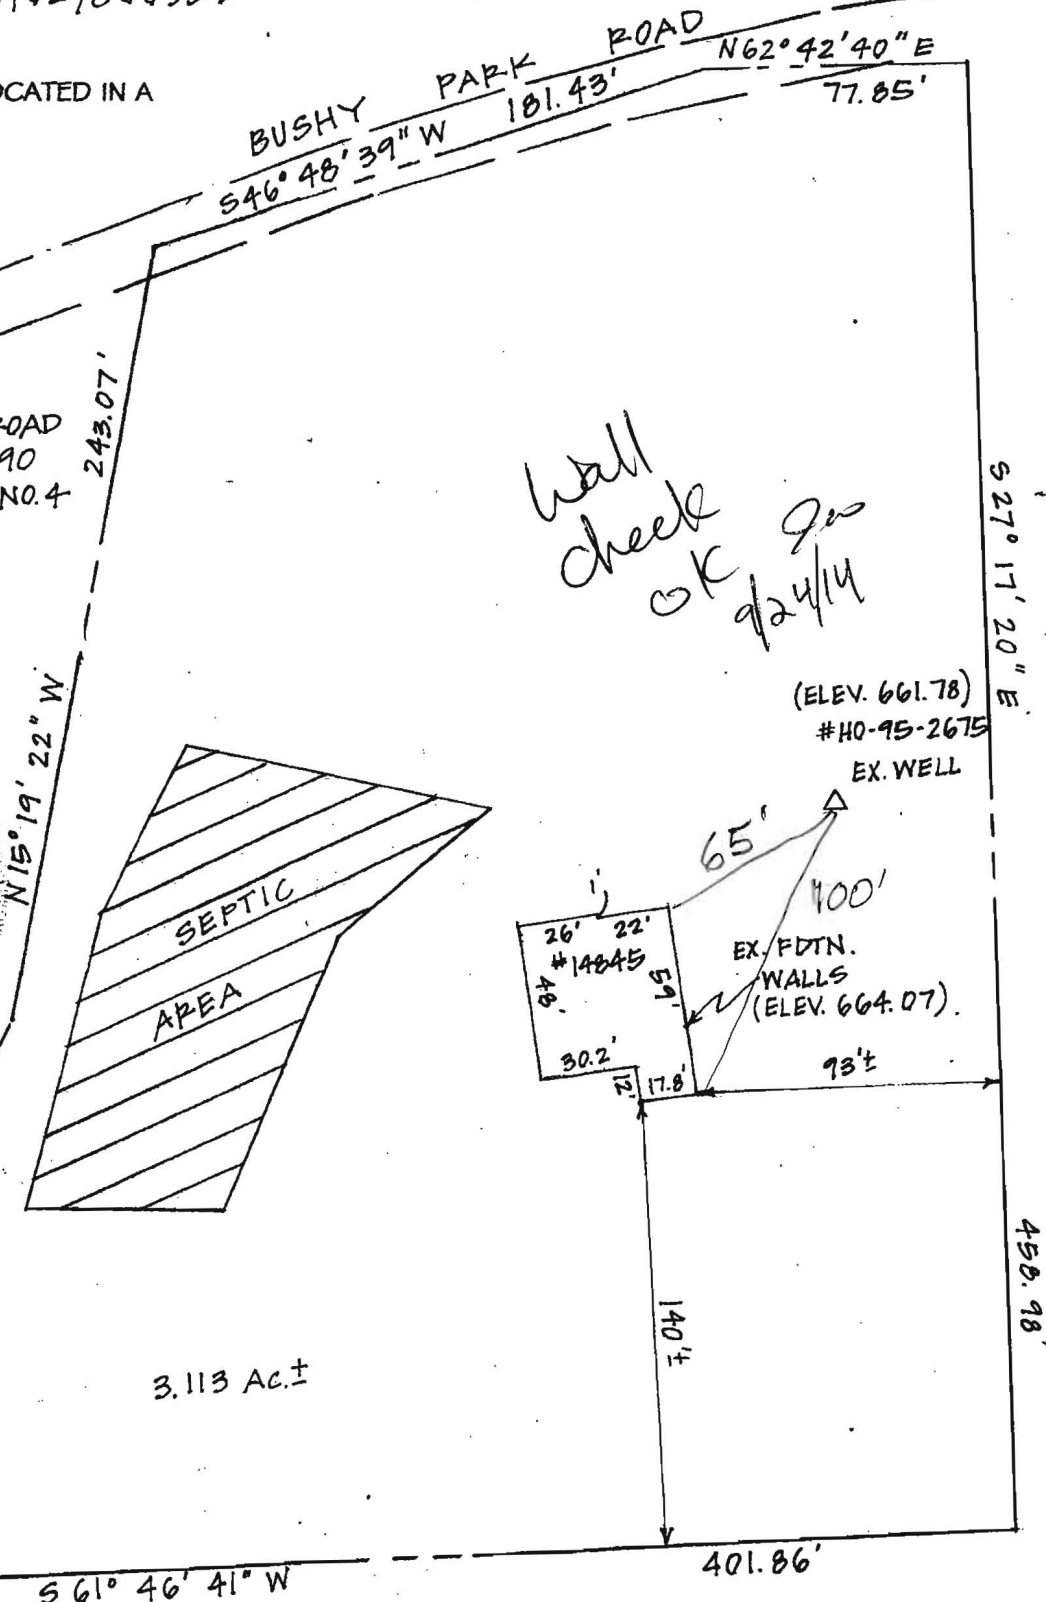 OCATED IN A
BUSHY PARK ROAD
N62° 42' 40" E
77.85'
S46° 48' 39" W 181.43'
243.07'
OAD
90
NO.4
N15° 19' 22" W
Wall
check
OK
9/24/14
S27° 17' 20" E
458.98'
(ELEV. 661.78)
#HO-95-2675
EX. WELL
65'
100'
1'
26' 22'
#14845
48'
59'
30.2'
12'
17.8'
EX. FDTN.
WALLS
(ELEV. 664.07).
93'±
SEPTIC
AREA
140'±
3.113 Ac.±
S 61° 46' 41" W
401.86'